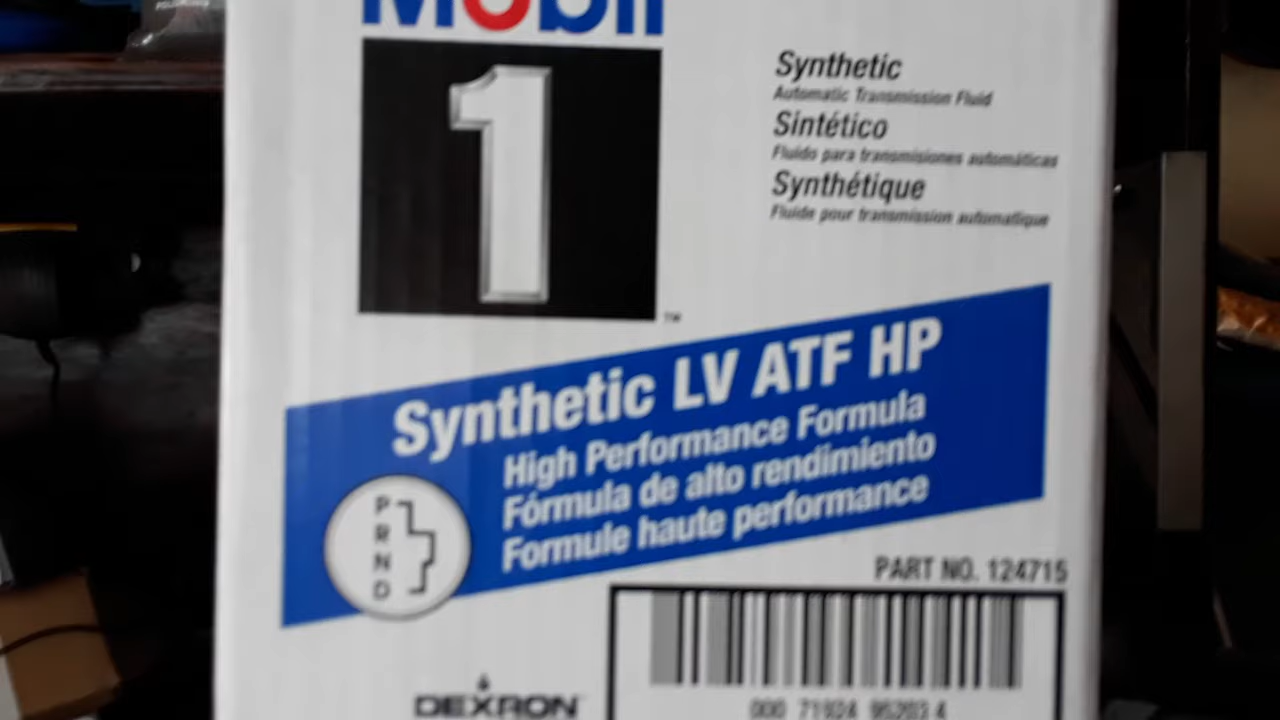 Mobil
1
TM
Synthetic
Automatic Transmission Fluid
Sintético
Fluido para transmisiones automáticas
Synthétique
Fluide pour transmission automatique
Synthetic LV ATF HP
High Performance Formula
Fórmula de alto rendimiento
Formule haute performance
P
R
N
D
PART NO. 124715
DEXRON